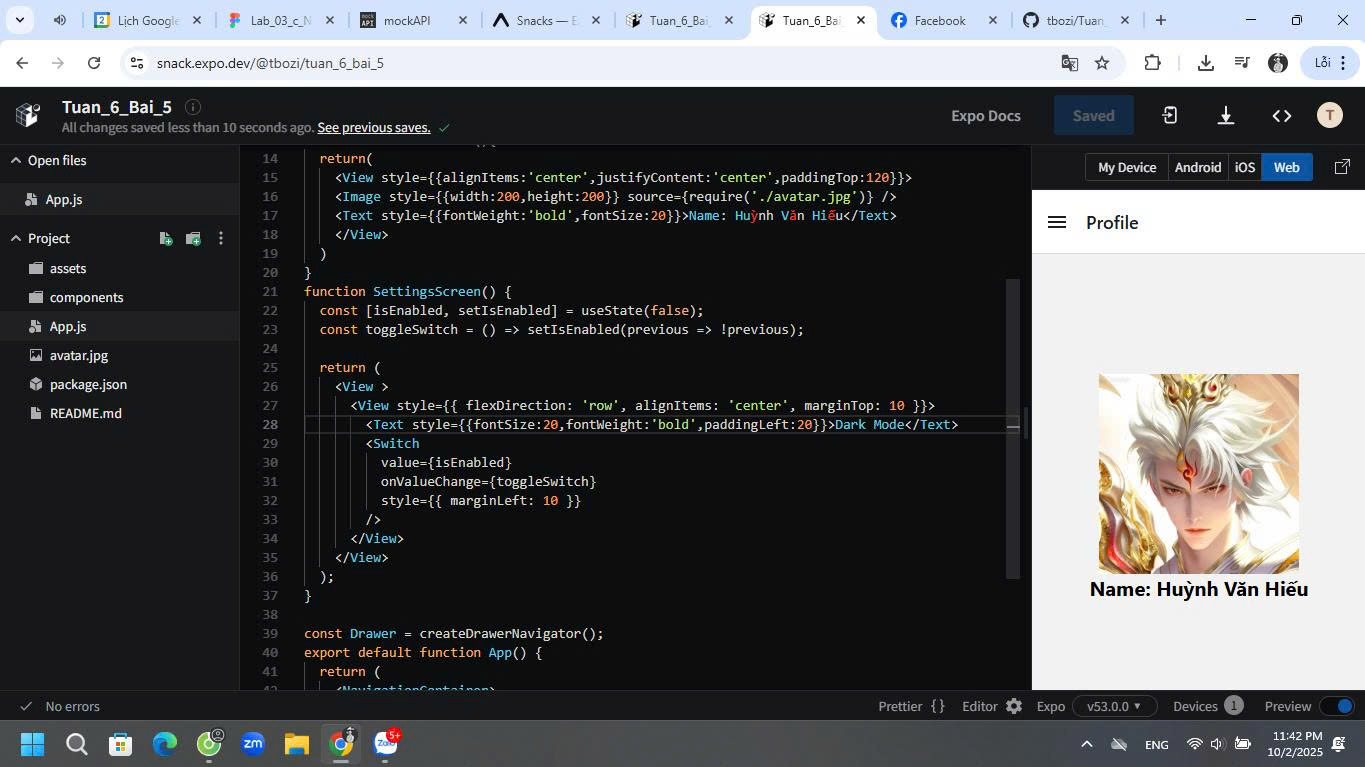 Lịch Google
Lab_03_c_N
mock API
mockAPI
Snacks — E
Tuan_6_Bai_
Tuan_6_Bai_
Facebook
tbozi/Tuan_
snack.expo.dev/@tbozi/tuan_6_bai_5
Lỗi
Tuan_6_Bai_5
All changes saved less than 10 seconds ago. See previous saves.
Expo Docs
Saved
T
Open files
App.js
Project
assets
components
App.js
avatar.jpg
package.json
README.md
14 return(
15 <View style={{alignItems:'center',justifyContent:'center',paddingTop:120}}>
16 <Image style={{width:200,height:200}} source={require('./avatar.jpg')} />
17 <Text style={{fontWeight:'bold',fontSize:20}}>Name: Huỳnh Văn Hiếu</Text>
18 </View>
19 )
20 }
21 function SettingsScreen() {
22 const [isEnabled, setIsEnabled] = useState(false);
23 const toggleSwitch = () => setIsEnabled(previous => !previous);
24
25 return (
26 <View >
27 <View style={{ flexDirection: 'row', alignItems: 'center', marginTop: 10 }}>
28 <Text style={{fontSize:20,fontWeight:'bold',paddingLeft:20}}>Dark Mode</Text>
29 <Switch
30 value={isEnabled}
31 onValueChange={toggleSwitch}
32 style={{ marginLeft: 10 }}
33 />
34 </View>
35 </View>
36 );
37 }
38
39 const Drawer = createDrawerNavigator();
40 export default function App() {
41 return (
42 <NavigationContainer>
My Device
Android
iOS
Web
Profile
Name: Huỳnh Văn Hiếu
No errors
Prettier {}
Editor
Expo
v53.0.0
Devices 1
Preview
zm
Zalo
5+
ENG
11:42 PM
10/2/2025